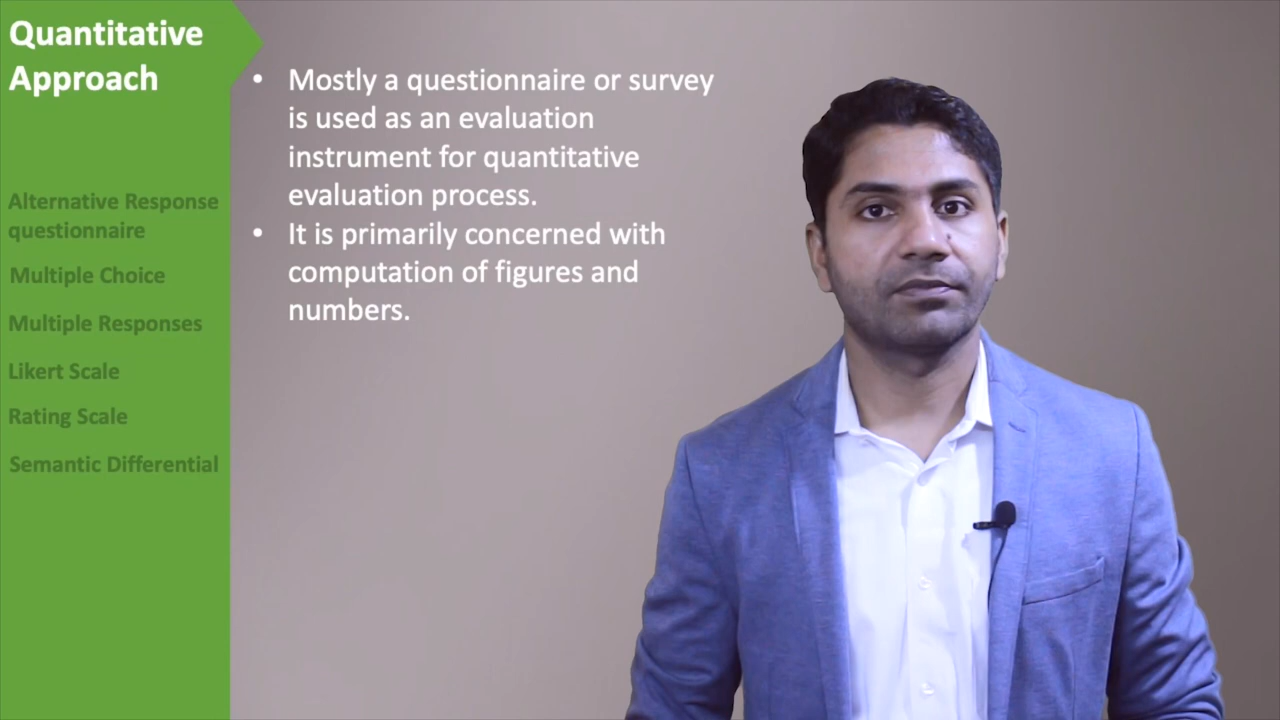 Quantitative
Approach
Alternative Response
questionnaire
Multiple Choice
Multiple Responses
Likert Scale
Rating Scale
Semantic Differential
• Mostly a questionnaire or survey
is used as an evaluation
instrument for quantitative
evaluation process.
• It is primarily concerned with
computation of figures and
numbers.